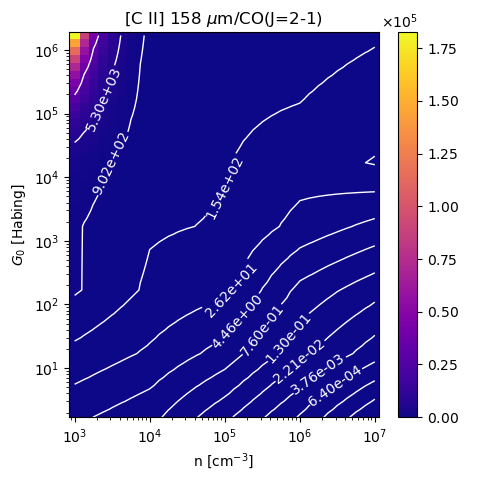 [C II] 158 μm/CO(J=2-1)
×10⁵
10⁶
10⁵
10⁴
10³
10²
10¹
G₀ [Habing]
5.30e+03
9.02e+02
1.54e+02
2.62e+01
4.46e+00
7.60e-01
1.30e-01
2.21e-02
3.76e-03
6.40e-04
1.75
1.50
1.25
1.00
0.75
0.50
0.25
0.00
10³ 10⁴ 10⁵ 10⁶ 10⁷
n [cm⁻³]